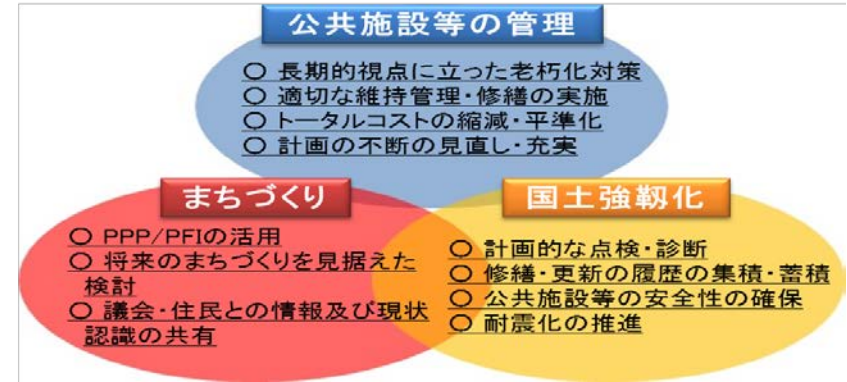 公共施設等の管理
○ 長期的視点に立った老朽化対策
○ 適切な維持管理・修繕の実施
○ トータルコストの縮減・平準化
○ 計画の不断の見直し・充実
まちづくり
○ PPP/PFIの活用
○ 将来のまちづくりを見据えた
検討
○ 議会・住民との情報及び現状
認識の共有
国土強靱化
○ 計画的な点検・診断
○ 修繕・更新の履歴の集積・蓄積
○ 公共施設等の安全性の確保
○ 耐震化の推進